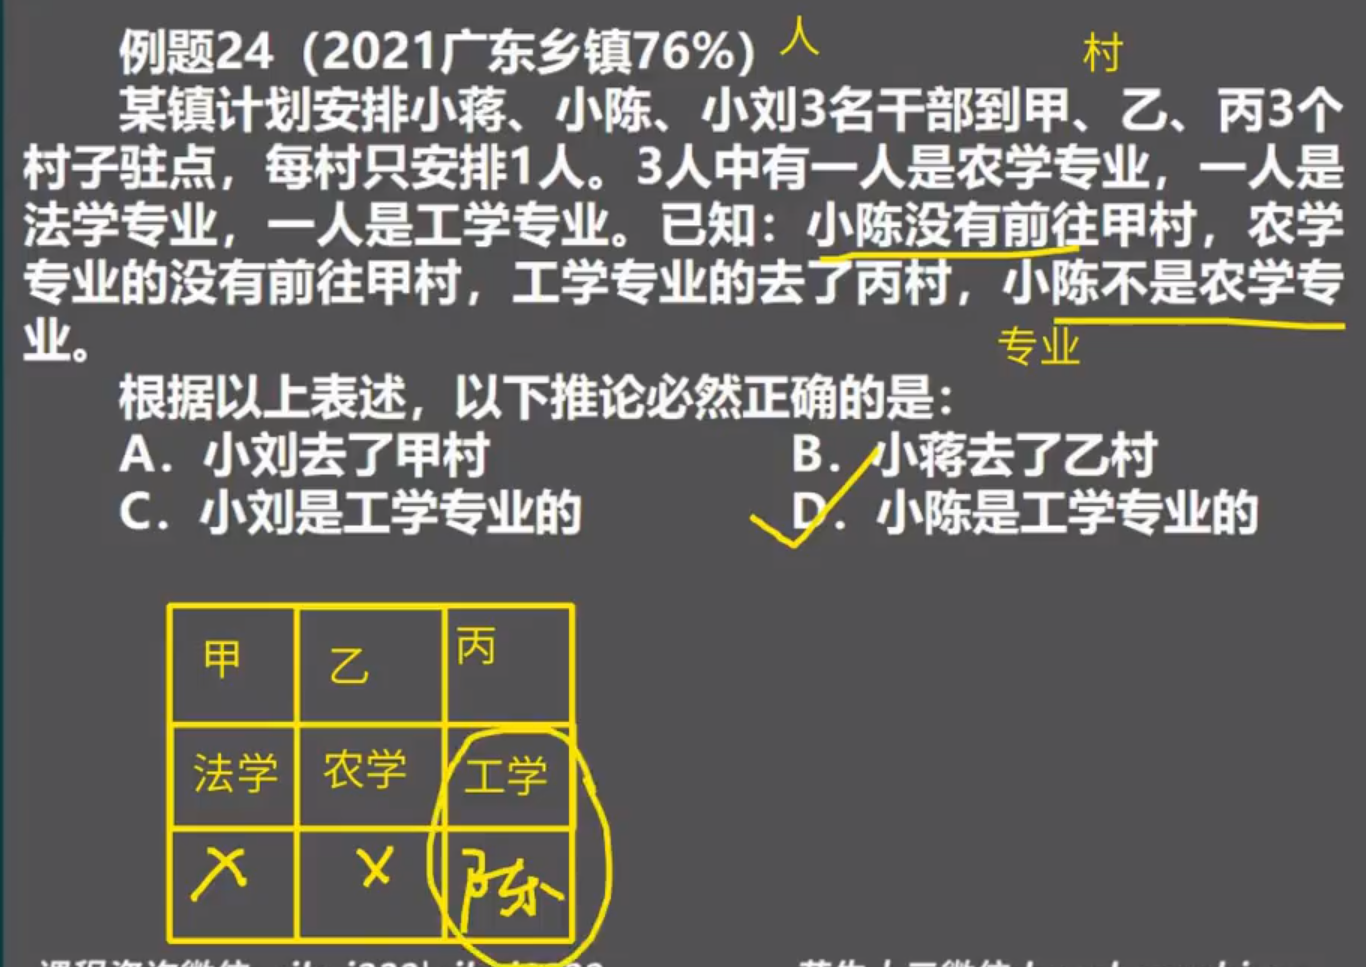 例题24（2021广东乡镇76%）人 村
某镇计划安排小蒋、小陈、小刘3名干部到甲、乙、丙3个
村子驻点，每村只安排1人。3人中有一人是农学专业，一人是
法学专业，一人是工学专业。已知：小陈没有前往甲村，农学
专业的没有前往甲村，工学专业的去了丙村，小陈不是农学专
业。
专业
根据以上表述，以下推论必然正确的是：
A．小刘去了甲村 B．小蒋去了乙村
C．小刘是工学专业的 D．小陈是工学专业的
甲 乙 丙
法学 农学 工学
× × 陈